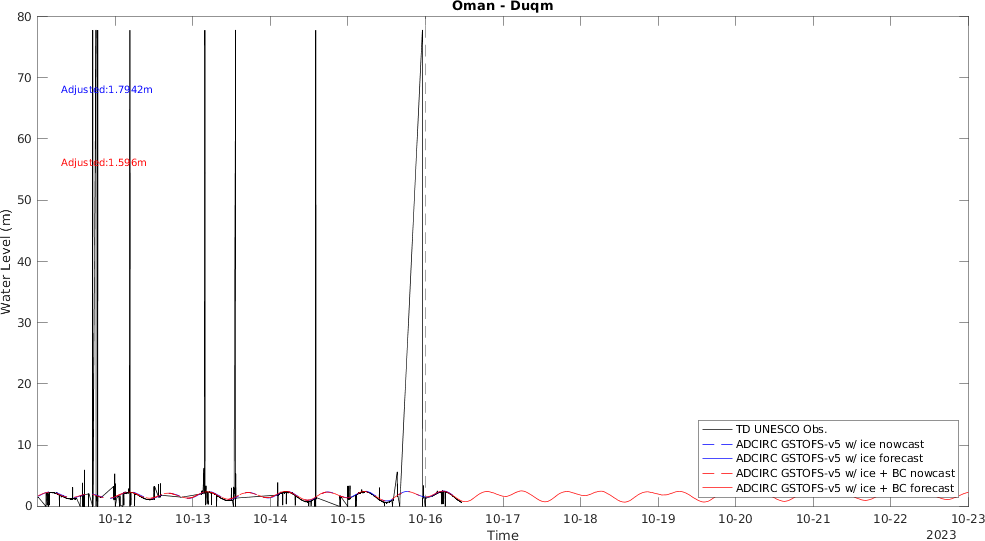 Oman - Duqm
80
70
60
50
40
30
20
10
0
Water Level (m)
Adjusted:1.7942m
Adjusted:1.596m
TD UNESCO Obs.
ADCIRC GSTOFS-v5 w/ ice nowcast
ADCIRC GSTOFS-v5 w/ ice forecast
ADCIRC GSTOFS-v5 w/ ice + BC nowcast
ADCIRC GSTOFS-v5 w/ ice + BC forecast
10-12 10-13 10-14 10-15 10-16 10-17 10-18 10-19 10-20 10-21 10-22 10-23
Time
2023